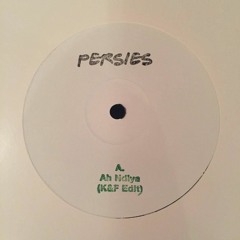 PERSIES
A.
Ah Ndiya
(K&F Edit)